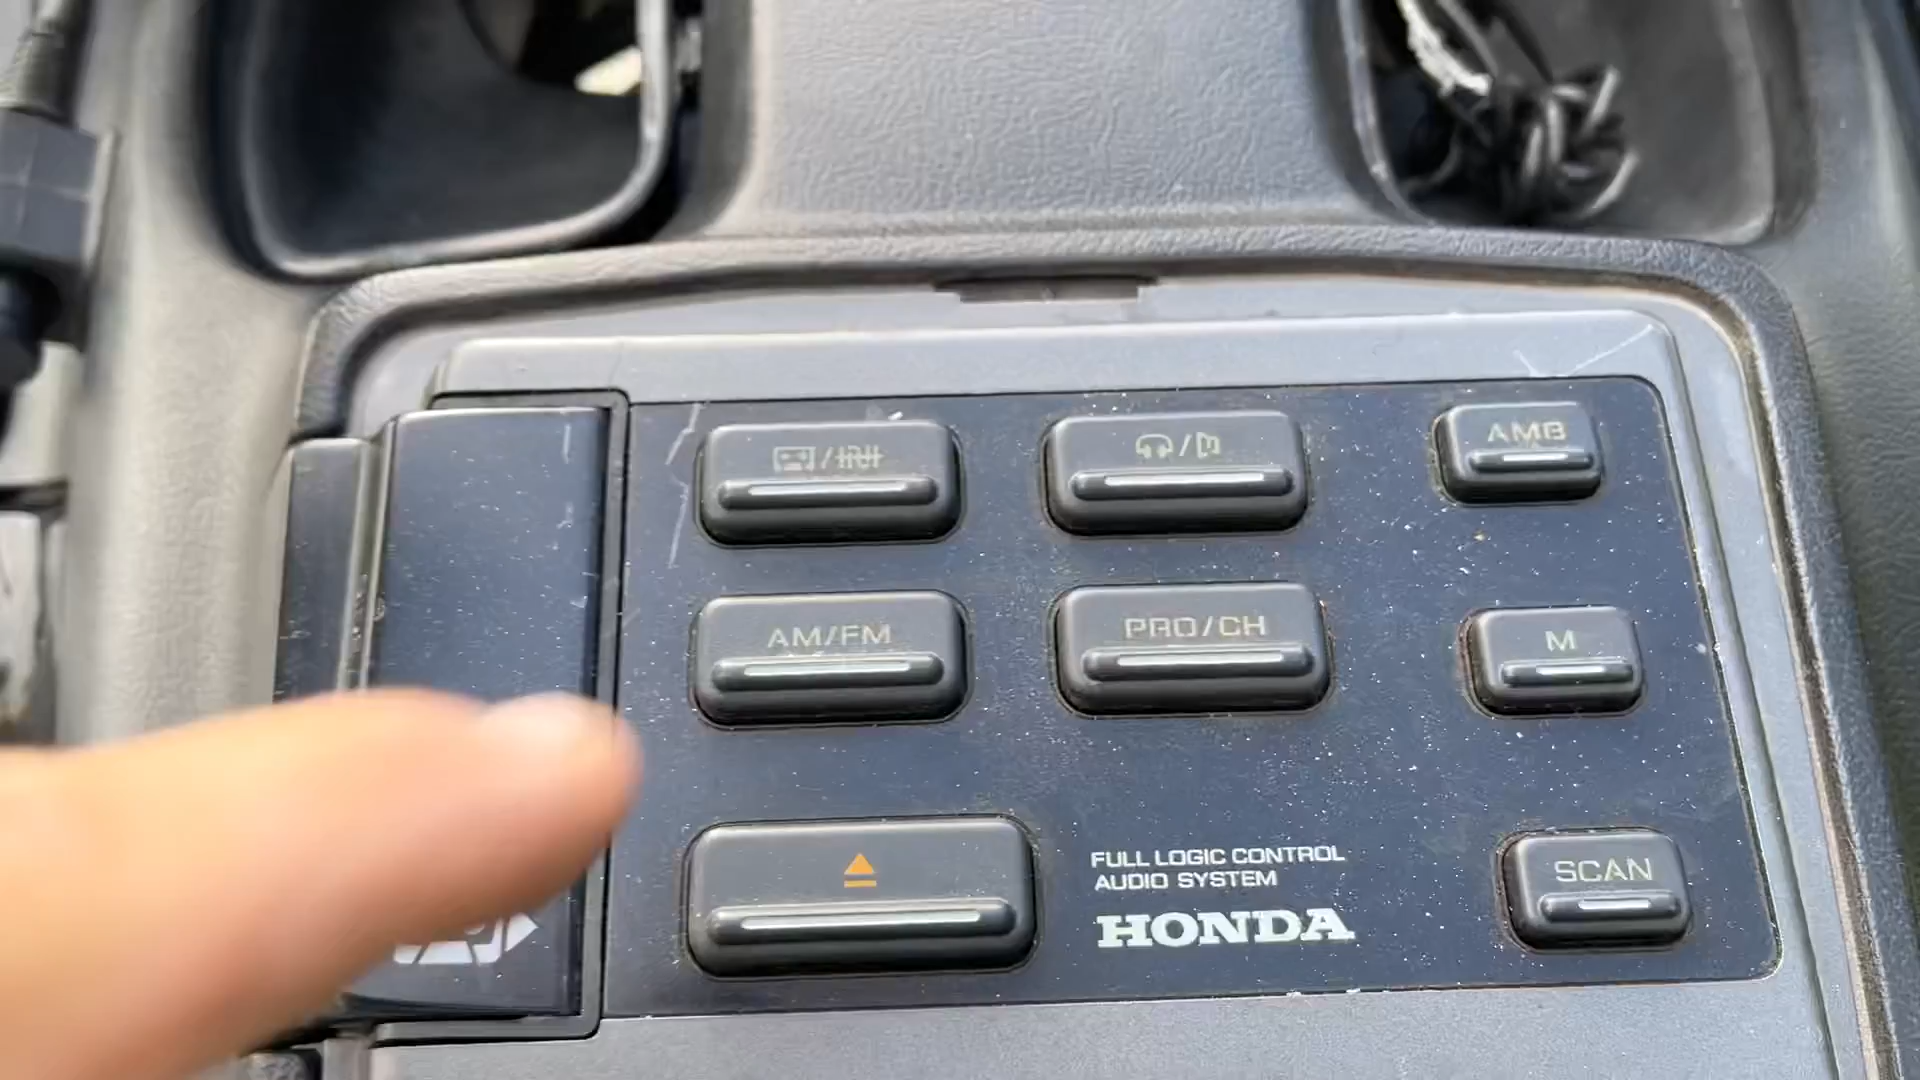 AMB
AM/FM
PRO/CH
M
FULL LOGIC CONTROL
AUDIO SYSTEM
HONDA
SCAN